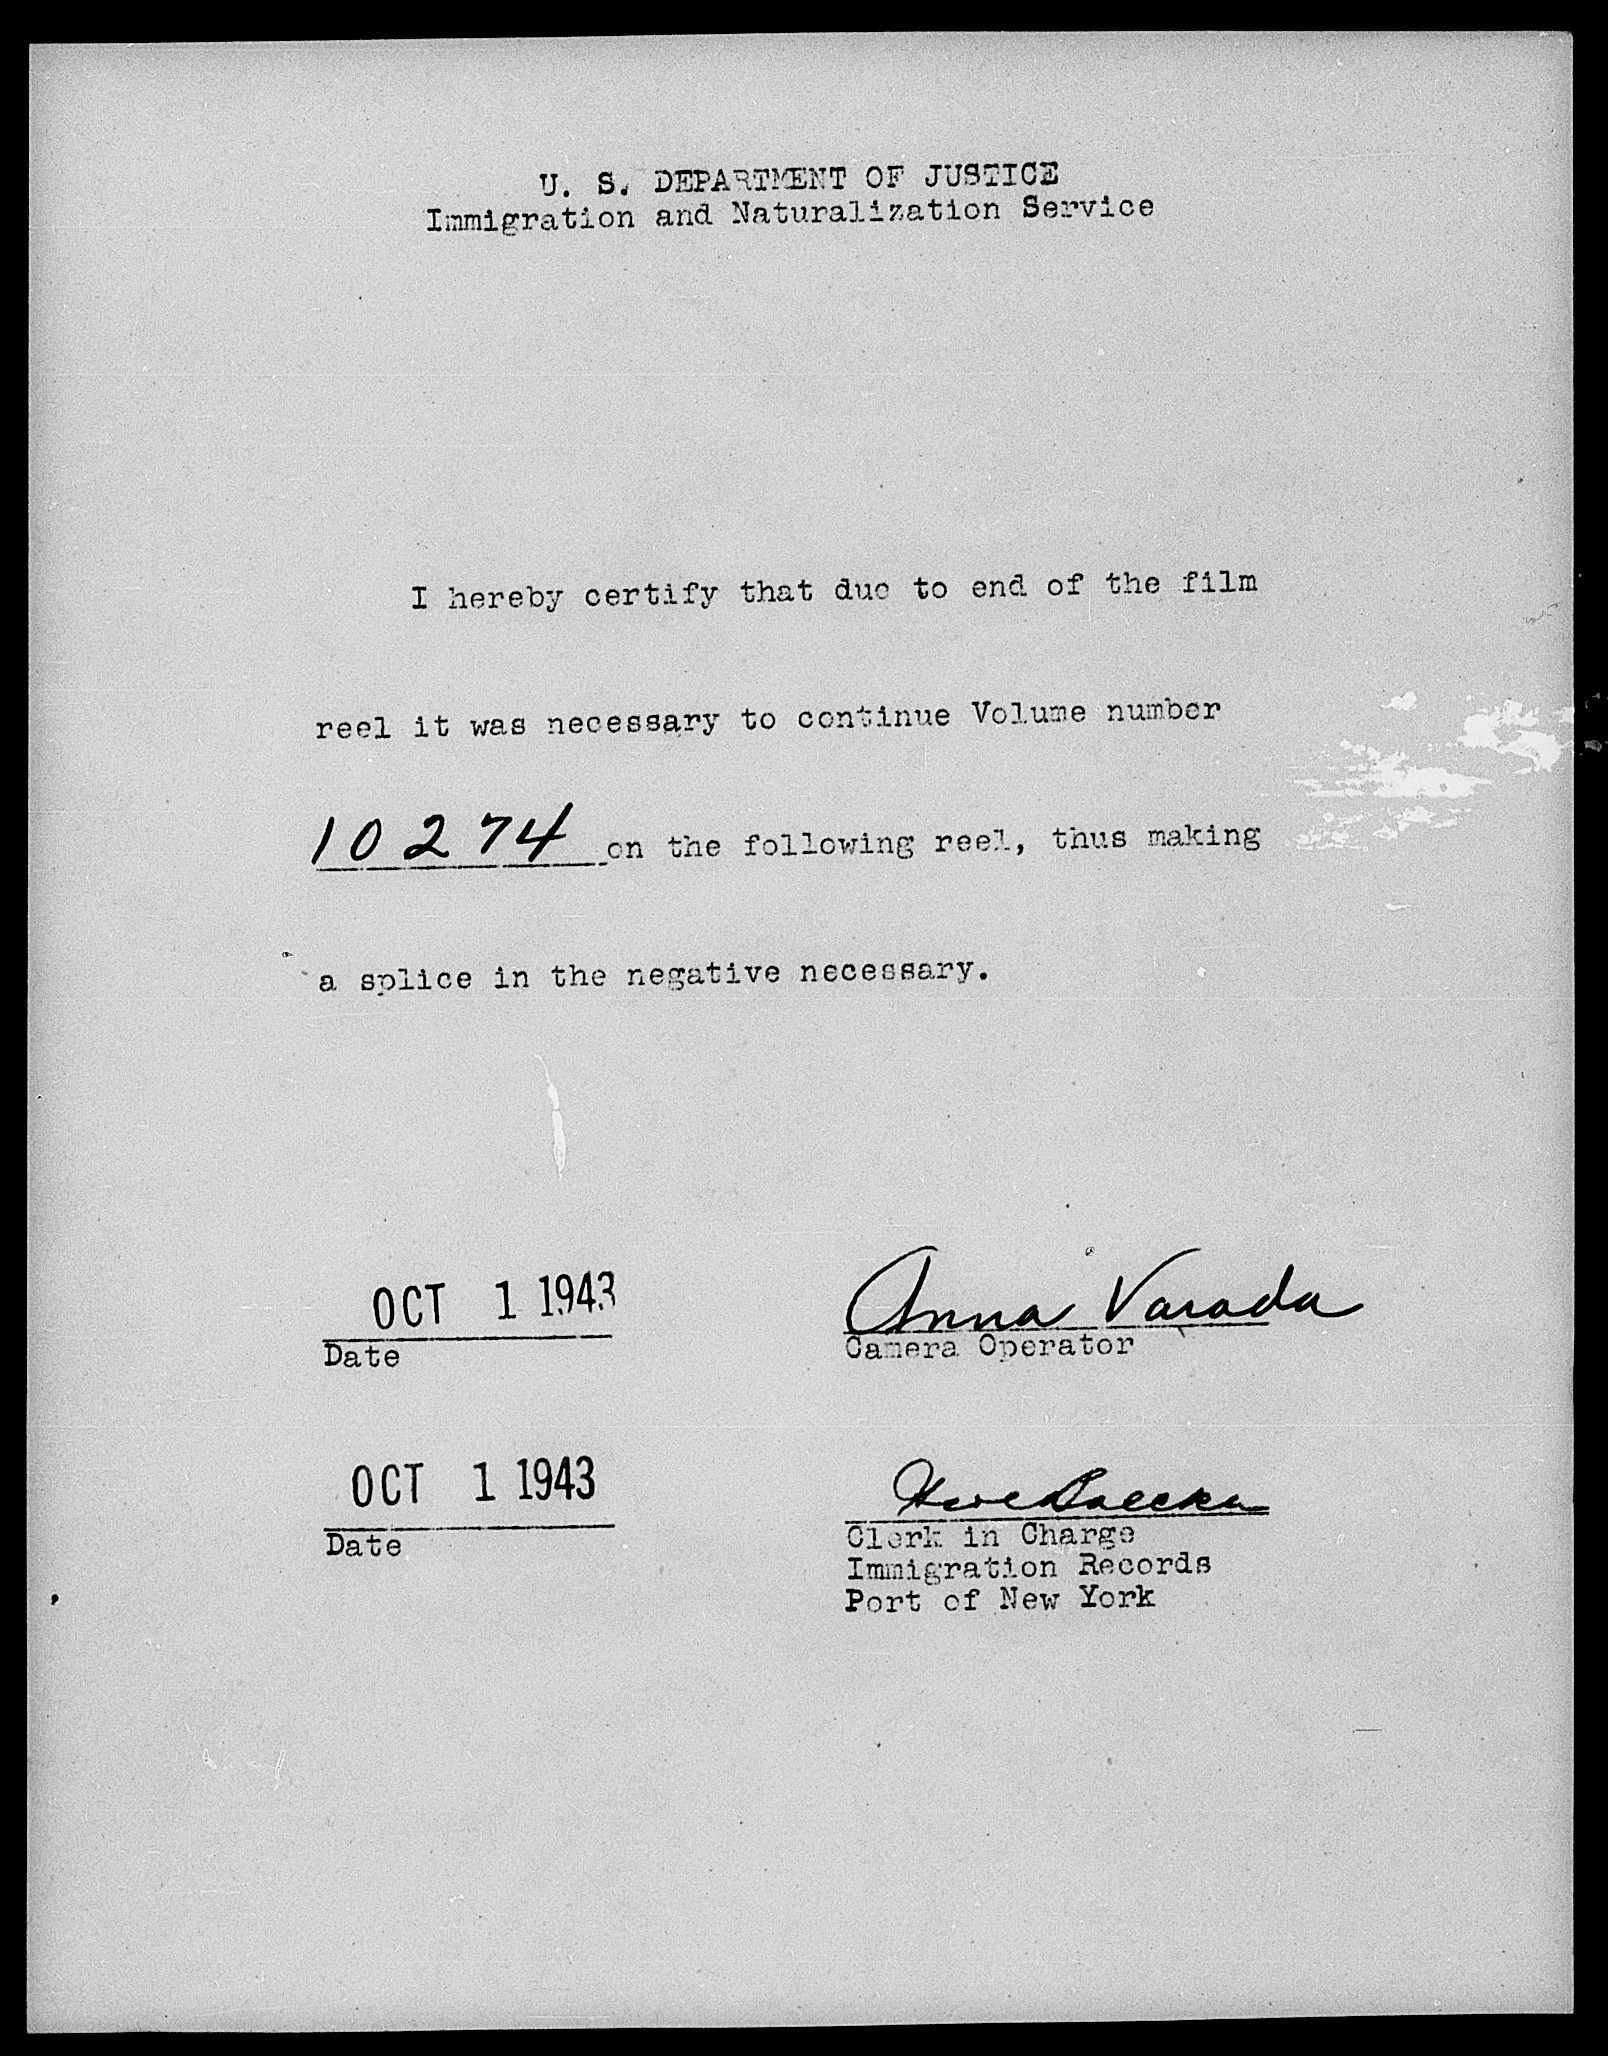 U. S. DEPARTMENT OF JUSTICE
Immigration and Naturalization Service
I hereby certify that due to end of the film
reel it was necessary to continue Volume number
10274 on the following reel, thus making
a splice in the negative necessary.
OCT 1 1943
Anna Varada
Date
Camera Operator
OCT 1 1943
Date
Clerk in Charge
Immigration Records
Port of New York